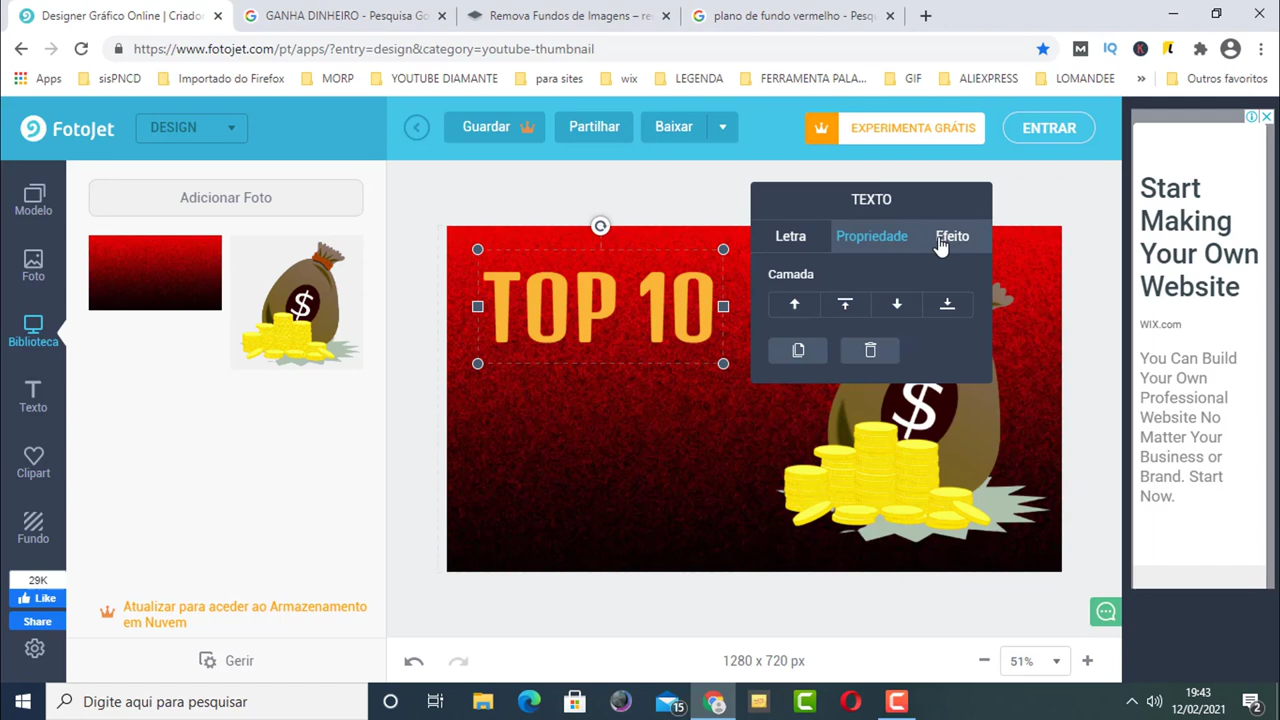 Designer Gráfico Online | Criador
GANHA DINHEIRO - Pesquisa Go
Remova Fundos de Imagens – re
plano de fundo vermelho - Pesq
https://www.fotojet.com/pt/apps/?entry=design&category=youtube-thumbnail
Apps
sisPNCD
Importado do Firefox
MORP
YOUTUBE DIAMANTE
para sites
wix
LEGENDA
FERRAMENTA PALA...
GIF
ALIEXPRESS
LOMANDEE
»
Outros favoritos
FotoJet
DESIGN
Guardar
Partilhar
Baixar
EXPERIMENTA GRÁTIS
ENTRAR
Modelo
Foto
Biblioteca
Texto
Clipart
Fundo
29K
Like
Share
Adicionar Foto
$
Atualizar para aceder ao Armazenamento
em Nuvem
Gerir
TOP 10
$
TEXTO
Letra
Propriedade
Efeito
Camada
1280 x 720 px
51%
Start
Making
Your Own
Website
WIX.com
You Can Build
Your Own
Professional
Website No
Matter Your
Business or
Brand. Start
Now.
Digite aqui para pesquisar
15
19:43
12/02/2021
2